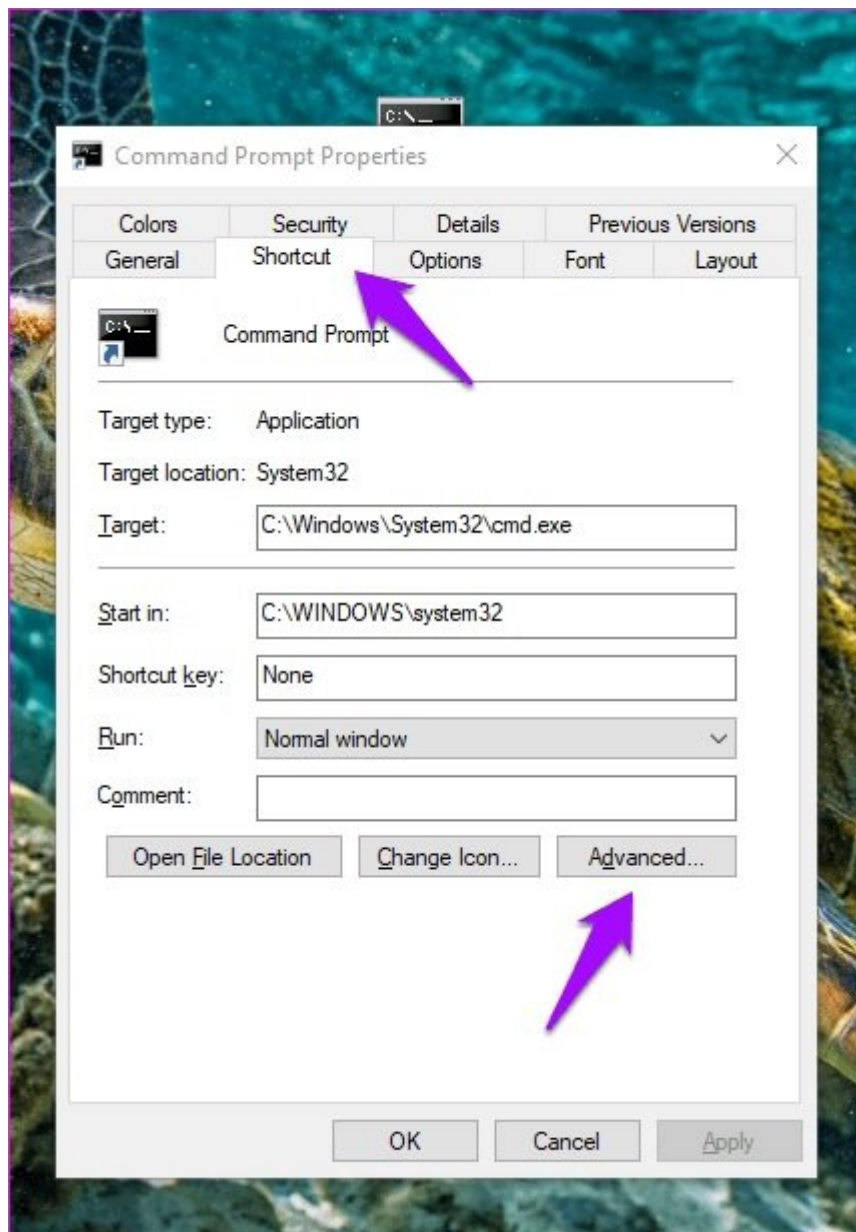 C:\_
Command Prompt Properties
Colors Security Details Previous Versions
General Shortcut Options Font Layout
C:\_
Command Prompt
Target type: Application
Target location: System32
Target: C:\Windows\System32\cmd.exe
Start in: C:\WINDOWS\system32
Shortcut key: None
Run: Normal window
Comment:
Open File Location Change Icon... Advanced...
OK Cancel Apply